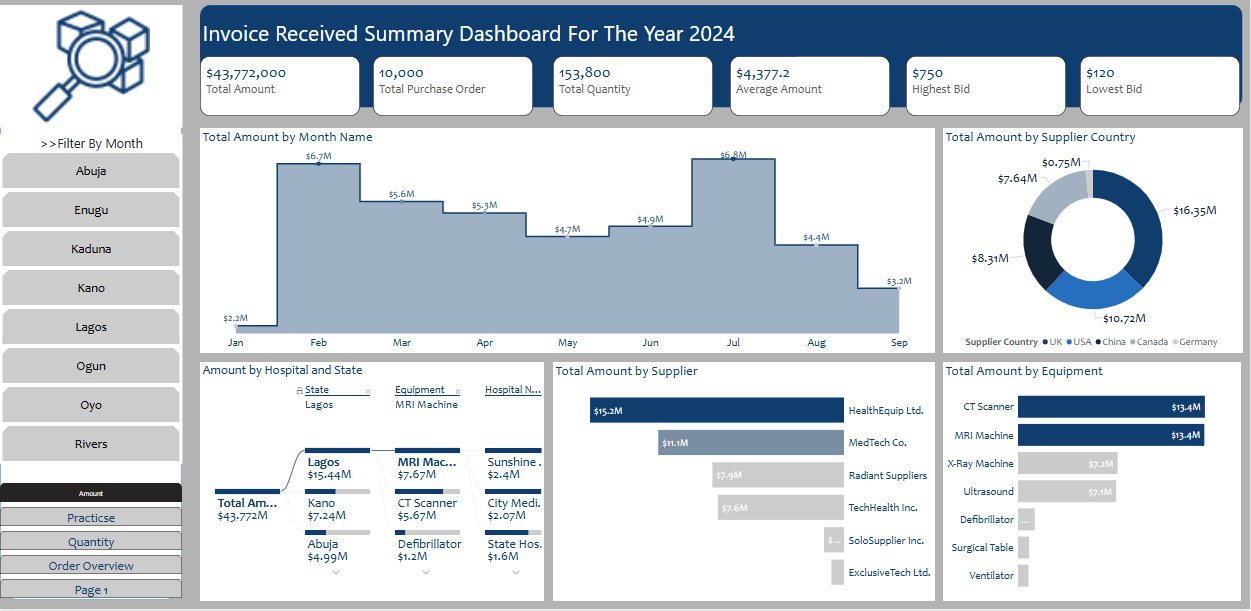 Invoice Received Summary Dashboard For The Year 2024
$43,772,000
Total Amount
10,000
Total Purchase Order
153,800
Total Quantity
$4,377.2
Average Amount
$750
Highest Bid
$120
Lowest Bid
>>Filter By Month
Abuja
Enugu
Kaduna
Kano
Lagos
Ogun
Oyo
Rivers
Amount
Practicse
Quantity
Order Overview
Page 1
Total Amount by Month Name
$2.2M
$6.7M
$5.6M
$5.3M
$4.7M
$4.9M
$6.8M
$4.4M
$3.2M
Jan Feb Mar Apr May Jun Jul Aug Sep
Total Amount by Supplier Country
$0.75M
$7.64M
$16.35M
$8.31M
$10.72M
Supplier Country UK USA China Canada Germany
Amount by Hospital and State
State
Lagos
Equipment
MRI Machine
Hospital N...
Total Am...
$43.772M
Lagos
$15.44M
Kano
$7.24M
Abuja
$4.99M
MRI Mac...
$7.67M
CT Scanner
$5.67M
Defibrillator
$1.2M
Sunshine .
$2.4M
City Medi.
$2.07M
State Hos.
$1.6M
Total Amount by Supplier
$15.2M HealthEquip Ltd.
$11.1M MedTech Co.
$7.9M Radiant Suppliers
$7.6M TechHealth Inc.
$... SoloSupplier Inc.
ExclusiveTech Ltd.
Total Amount by Equipment
CT Scanner $13.4M
MRI Machine $13.4M
X-Ray Machine $7.2M
Ultrasound $7.1M
Defibrillator ...
Surgical Table
Ventilator